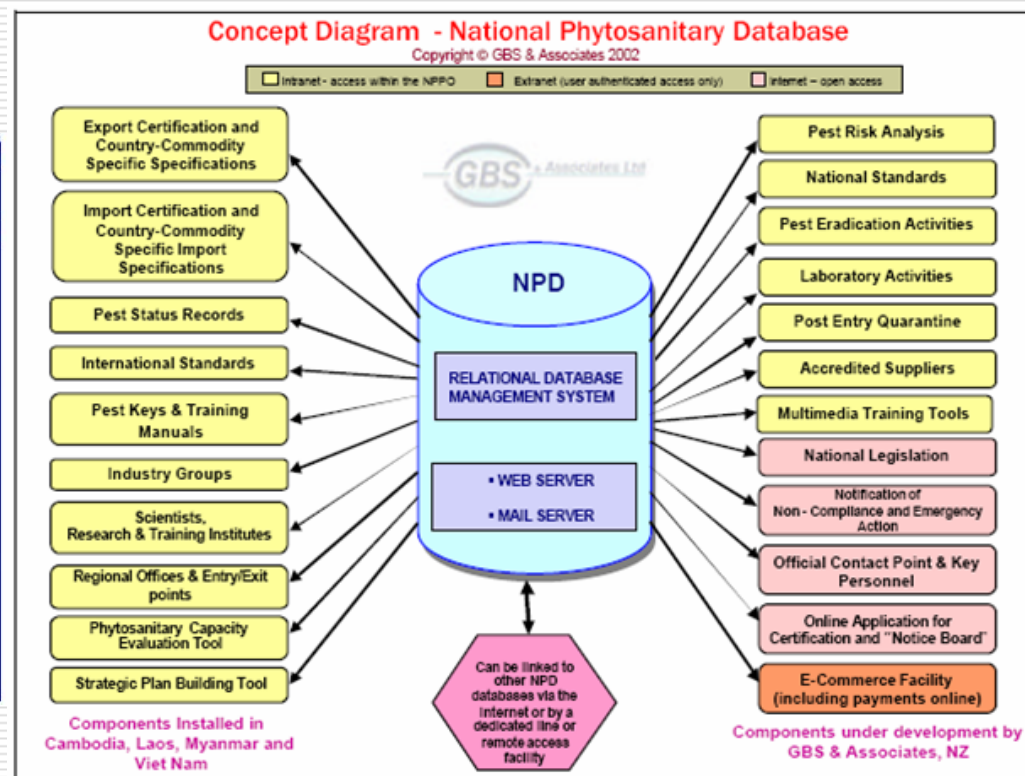 Concept Diagram - National Phytosanitary Database
Copyright © GBS & Associates 2002
Intranet - access within the NPPO
Extranet (user authenticated access only)
Internet – open access
GBS & Associates Ltd
Export Certification and
Country-Commodity
Specific Specifications
Import Certification and
Country-Commodity
Specific Import
Specifications
Pest Status Records
International Standards
Pest Keys & Training
Manuals
Industry Groups
Scientists,
Research & Training Institutes
Regional Offices & Entry/Exit
points
Phytosanitary Capacity
Evaluation Tool
Strategic Plan Building Tool
Components Installed in
Cambodia, Laos, Myanmar and
Viet Nam
NPD
RELATIONAL DATABASE
MANAGEMENT SYSTEM
▪ WEB SERVER
▪ MAIL SERVER
Can be linked to
other NPD
databases via the
Internet or by a
dedicated line or
remote access
facility
Pest Risk Analysis
National Standards
Pest Eradication Activities
Laboratory Activities
Post Entry Quarantine
Accredited Suppliers
Multimedia Training Tools
National Legislation
Notification of
Non - Compliance and Emergency
Action
Official Contact Point & Key
Personnel
Online Application for
Certification and "Notice Board"
E-Commerce Facility
(including payments online)
Components under development by
GBS & Associates, NZ